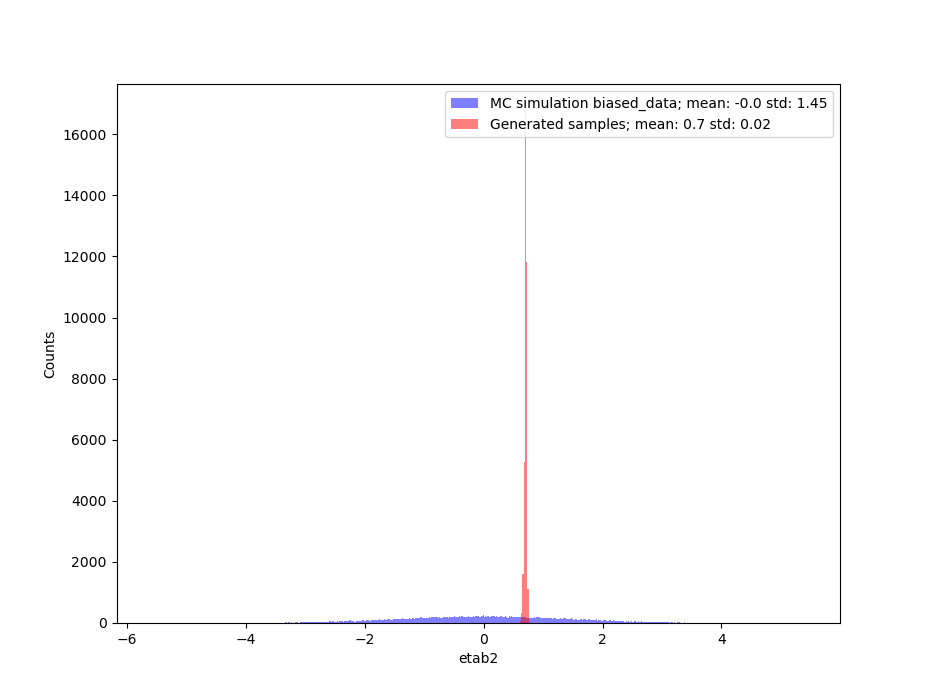 MC simulation biased_data; mean: -0.0 std: 1.45
Generated samples; mean: 0.7 std: 0.02
16000
14000
12000
10000
8000
6000
4000
2000
0
Counts
−6 −4 −2 0 2 4
etab2